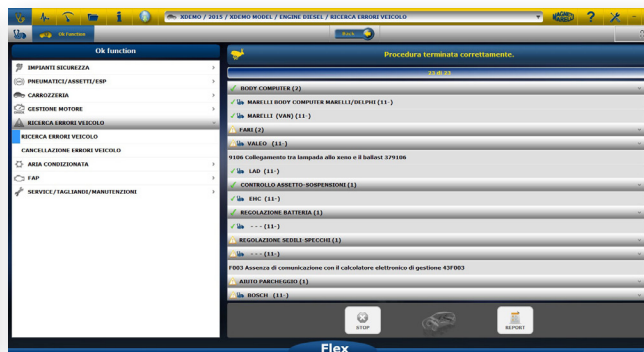 XDEMO / 2015 / XDEMO MODEL / ENGINE DIESEL / RICERCA ERRORI VEICOLO
MAGNETI MARELLI
Ok Function
Back
Ok function
IMPIANTI SICUREZZA
PNEUMATICI/ASSETTI/ESP
CARROZZERIA
GESTIONE MOTORE
RICERCA ERRORI VEICOLO
RICERCA ERRORI VEICOLO
CANCELLAZIONE ERRORI VEICOLO
ARIA CONDIZIONATA
FAP
SERVICE/TAGLIANDI/MANUTENZIONI
Procedura terminata correttamente.
33 di 33
BODY COMPUTER (2)
MARELLI BODY COMPUTER MARELLI/DELPHI (11-)
MARELLI (VAN) (11-)
FARI (2)
VALEO (11-)
9106 Collegamento tra lampada allo xeno e il ballast 379106
LAD (11-)
CONTROLLO ASSETTO-SOSPENSIONI (1)
EHC (11-)
REGOLAZIONE BATTERIA (1)
- - - (11-)
REGOLAZIONE SEDILI-SPECCHI (1)
- - - (11-)
F003 Assenza di comunicazione con il calcolatore elettronico di gestione 43F003
AIUTO PARCHEGGIO (1)
BOSCH (11-)
STOP
REPORT
Flex